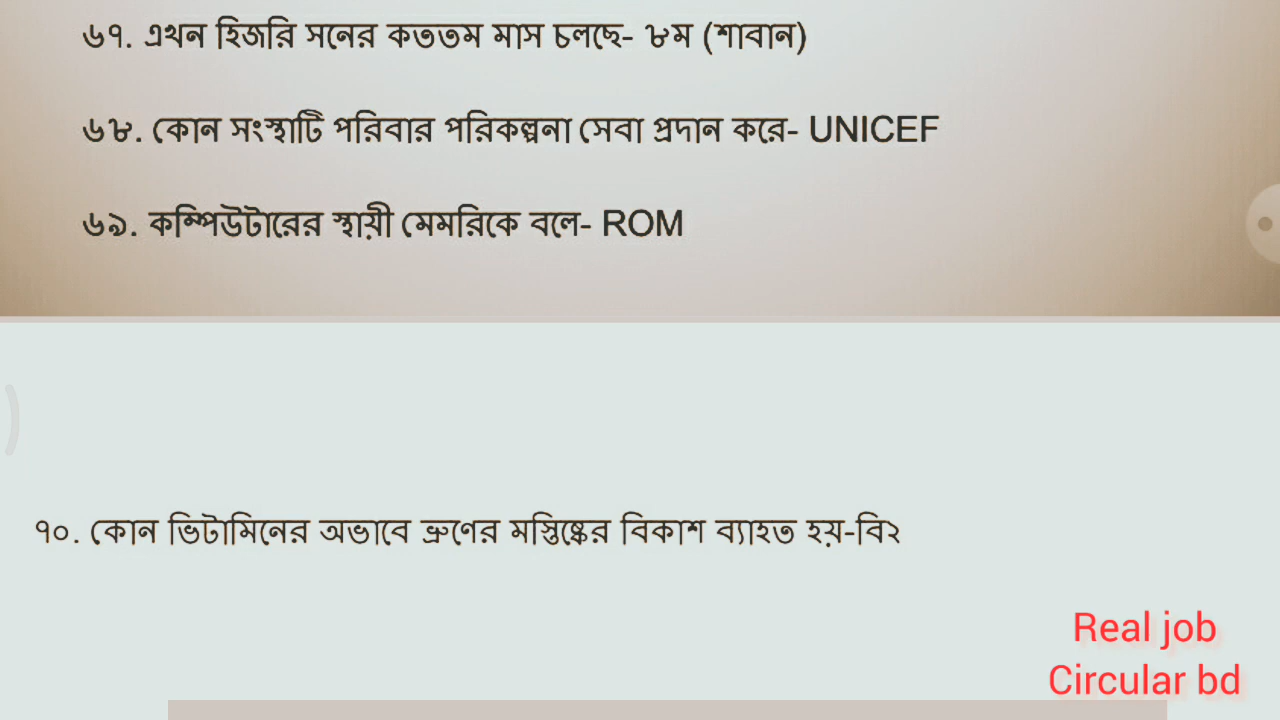 ৬৭. এখন হিজরি সনের কততম মাস চলছে- ৮ম (শাবান)
৬৮. কোন সংস্থাটি পরিবার পরিকল্পনা সেবা প্রদান করে- UNICEF
৬৯. কম্পিউটারের স্থায়ী মেমরিকে বলে- ROM
৭০. কোন ভিটামিনের অভাবে ভ্রুণের মস্তিষ্কের বিকাশ ব্যাহত হয়-বি২
Real job
Circular bd